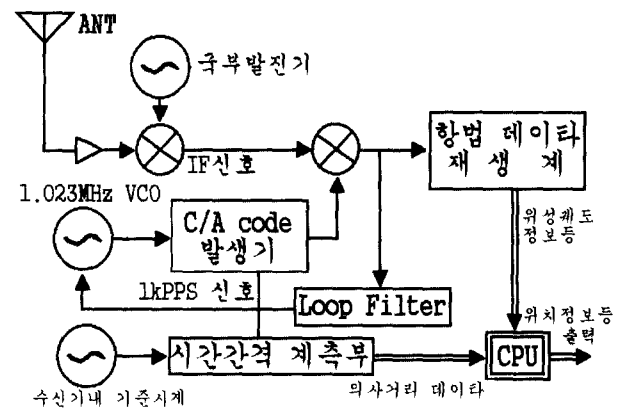 ANT
국부발진기
IF신호
항법 데이타
재 생 계
1.023MHz VCO
C/A code
발생기
위성궤도
정보등
1kPPS 신호
Loop Filter
위치정보등
출력
시간간격 계측부
CPU
의사거리 데이타
수신기내 기준시계